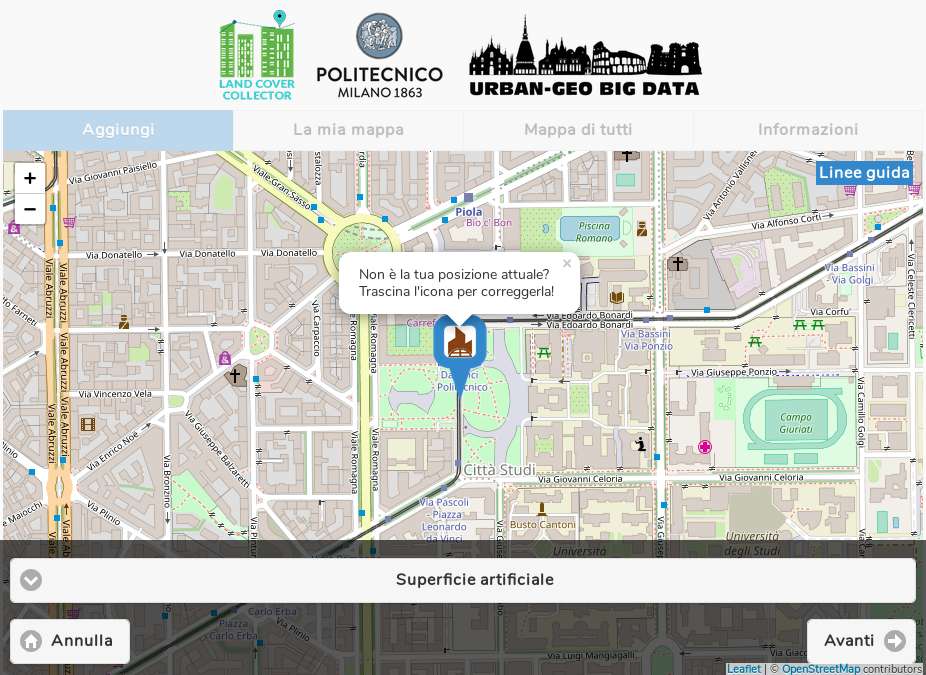 LAND COVER
COLLECTOR
POLITECNICO
MILANO 1863
URBAN-GEO BIG DATA
Aggiungi
La mia mappa
Mappa di tutti
Informazioni
+
−
Linee guida
Via Giovanni Paisiello
Viale Gran Sasso
Via Antonio Vallisneri
Via Alfonso Corti
Piola
Bio c' Bon
Piscina
Romano
Via Donatello
Via Donatello
Via Donatello
Viale Abruzzi
Viale Abruzzi
Via Bassini
- Via Golgi
Via Celeste Clericetti
Non è la tua posizione attuale?
Trascina l'icona per correggerla!
×
Via Edoardo Bonardi
Via Edoardo Bonardi
Via Corfu'
Via Carpaccio
Viale Romagna
Viale Romagna
Via Bassini
- Via Ponzio
Via Giuseppe Ponzio
Via Vincenzo Vela
Viale Abruzzi
Viale Abruzzi
Via Enrico Noë
Via Giuseppe Balzaretti
Via Bronzino
Viale Romagna
Viale Romagna
Campo
Giuriati
Via Camillo Golgi
Città Studi
Via Giovanni Celoria
Via Giovanni Celoria
Via Plinio
Via Pascoli
- Piazza
Leonardo
da Vinci
Busto Cantoni
Università
Università
degli Studi
Superficie artificiale
Carlo Erba
Piazza
Carlo Erba
Via Plinio
Annulla
Avanti
Via Luigi Mangiagalli
Leaflet | © OpenStreetMap contributors